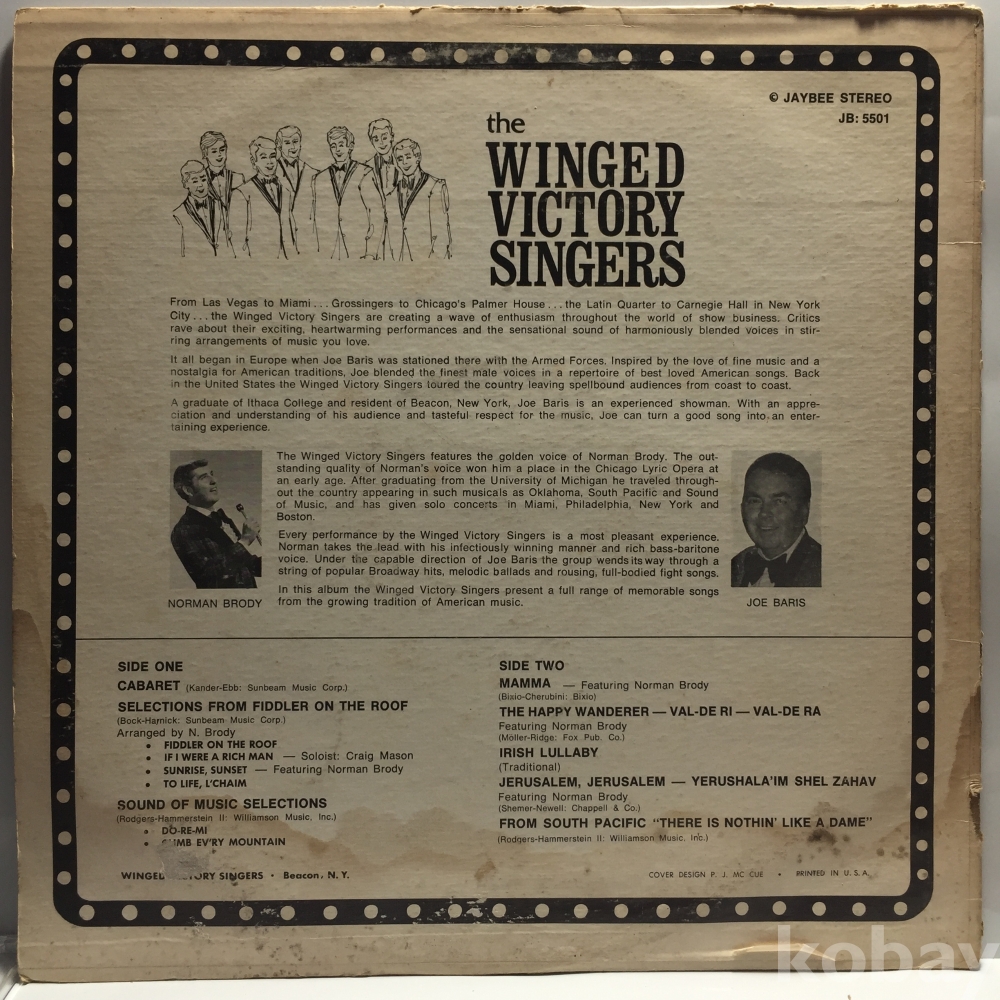 © JAYBEE STEREO
JB: 5501
the
WINGED
VICTORY
SINGERS
From Las Vegas to Miami . . . Grossingers to Chicago's Palmer House . . . the Latin Quarter to Carnegie Hall in New York
City . . . the Winged Victory Singers are creating a wave of enthusiasm throughout the world of show business. Critics
rave about their exciting, heartwarming performances and the sensational sound of harmoniously blended voices in stir-
ring arrangements of music you love.
It all began in Europe when Joe Baris was stationed there with the Armed Forces. Inspired by the love of fine music and a
nostalgia for American traditions, Joe blended the finest male voices in a repertoire of best loved American songs. Back
in the United States the Winged Victory Singers toured the country leaving spellbound audiences from coast to coast.
A graduate of Ithaca College and resident of Beacon, New York, Joe Baris is an experienced showman. With an appre-
ciation and understanding of his audience and tasteful respect for the music, Joe can turn a good song into an enter-
taining experience.
The Winged Victory Singers features the golden voice of Norman Brody. The out-
standing quality of Norman's voice won him a place in the Chicago Lyric Opera at
an early age. After graduating from the University of Michigan he traveled through-
out the country appearing in such musicals as Oklahoma, South Pacific and Sound
of Music, and has given solo concerts in Miami, Philadelphia, New York and
Boston.
Every performance by the Winged Victory Singers is a most pleasant experience.
Norman takes the lead with his infectiously winning manner and rich bass-baritone
voice. Under the capable direction of Joe Baris the group wends its way through a
string of popular Broadway hits, melodic ballads and rousing, full-bodied fight songs.
In this album the Winged Victory Singers present a full range of memorable songs
from the growing tradition of American music.
NORMAN BRODY
JOE BARIS
SIDE ONE
CABARET (Kander-Ebb: Sunbeam Music Corp.)
SELECTIONS FROM FIDDLER ON THE ROOF
(Bock-Harnick: Sunbeam Music Corp.)
Arranged by N. Brody
• FIDDLER ON THE ROOF
• IF I WERE A RICH MAN — Soloist: Craig Mason
• SUNRISE, SUNSET — Featuring Norman Brody
• TO LIFE, L'CHAIM
SOUND OF MUSIC SELECTIONS
(Rodgers-Hammerstein II: Williamson Music, Inc.)
• DO-RE-MI
• EV'RY MOUNTAIN
SIDE TWO
MAMMA — Featuring Norman Brody
(Bixio-Cherubini: Bixio)
THE HAPPY WANDERER — VAL-DE RI — VAL-DE RA
Featuring Norman Brody
(Möller-Ridge: Fox Pub. Co.)
IRISH LULLABY
(Traditional)
JERUSALEM, JERUSALEM — YERUSHALA'IM SHEL ZAHAV
Featuring Norman Brody
(Shemer-Newell: Chappell & Co.)
FROM SOUTH PACIFIC "THERE IS NOTHIN' LIKE A DAME"
(Rodgers-Hammerstein II: Williamson Music, Inc.)
WINGED SINGERS • Beacon, N. Y.
COVER DESIGN P. J. MC CUE • PRINTED IN U. S. A.
kobay